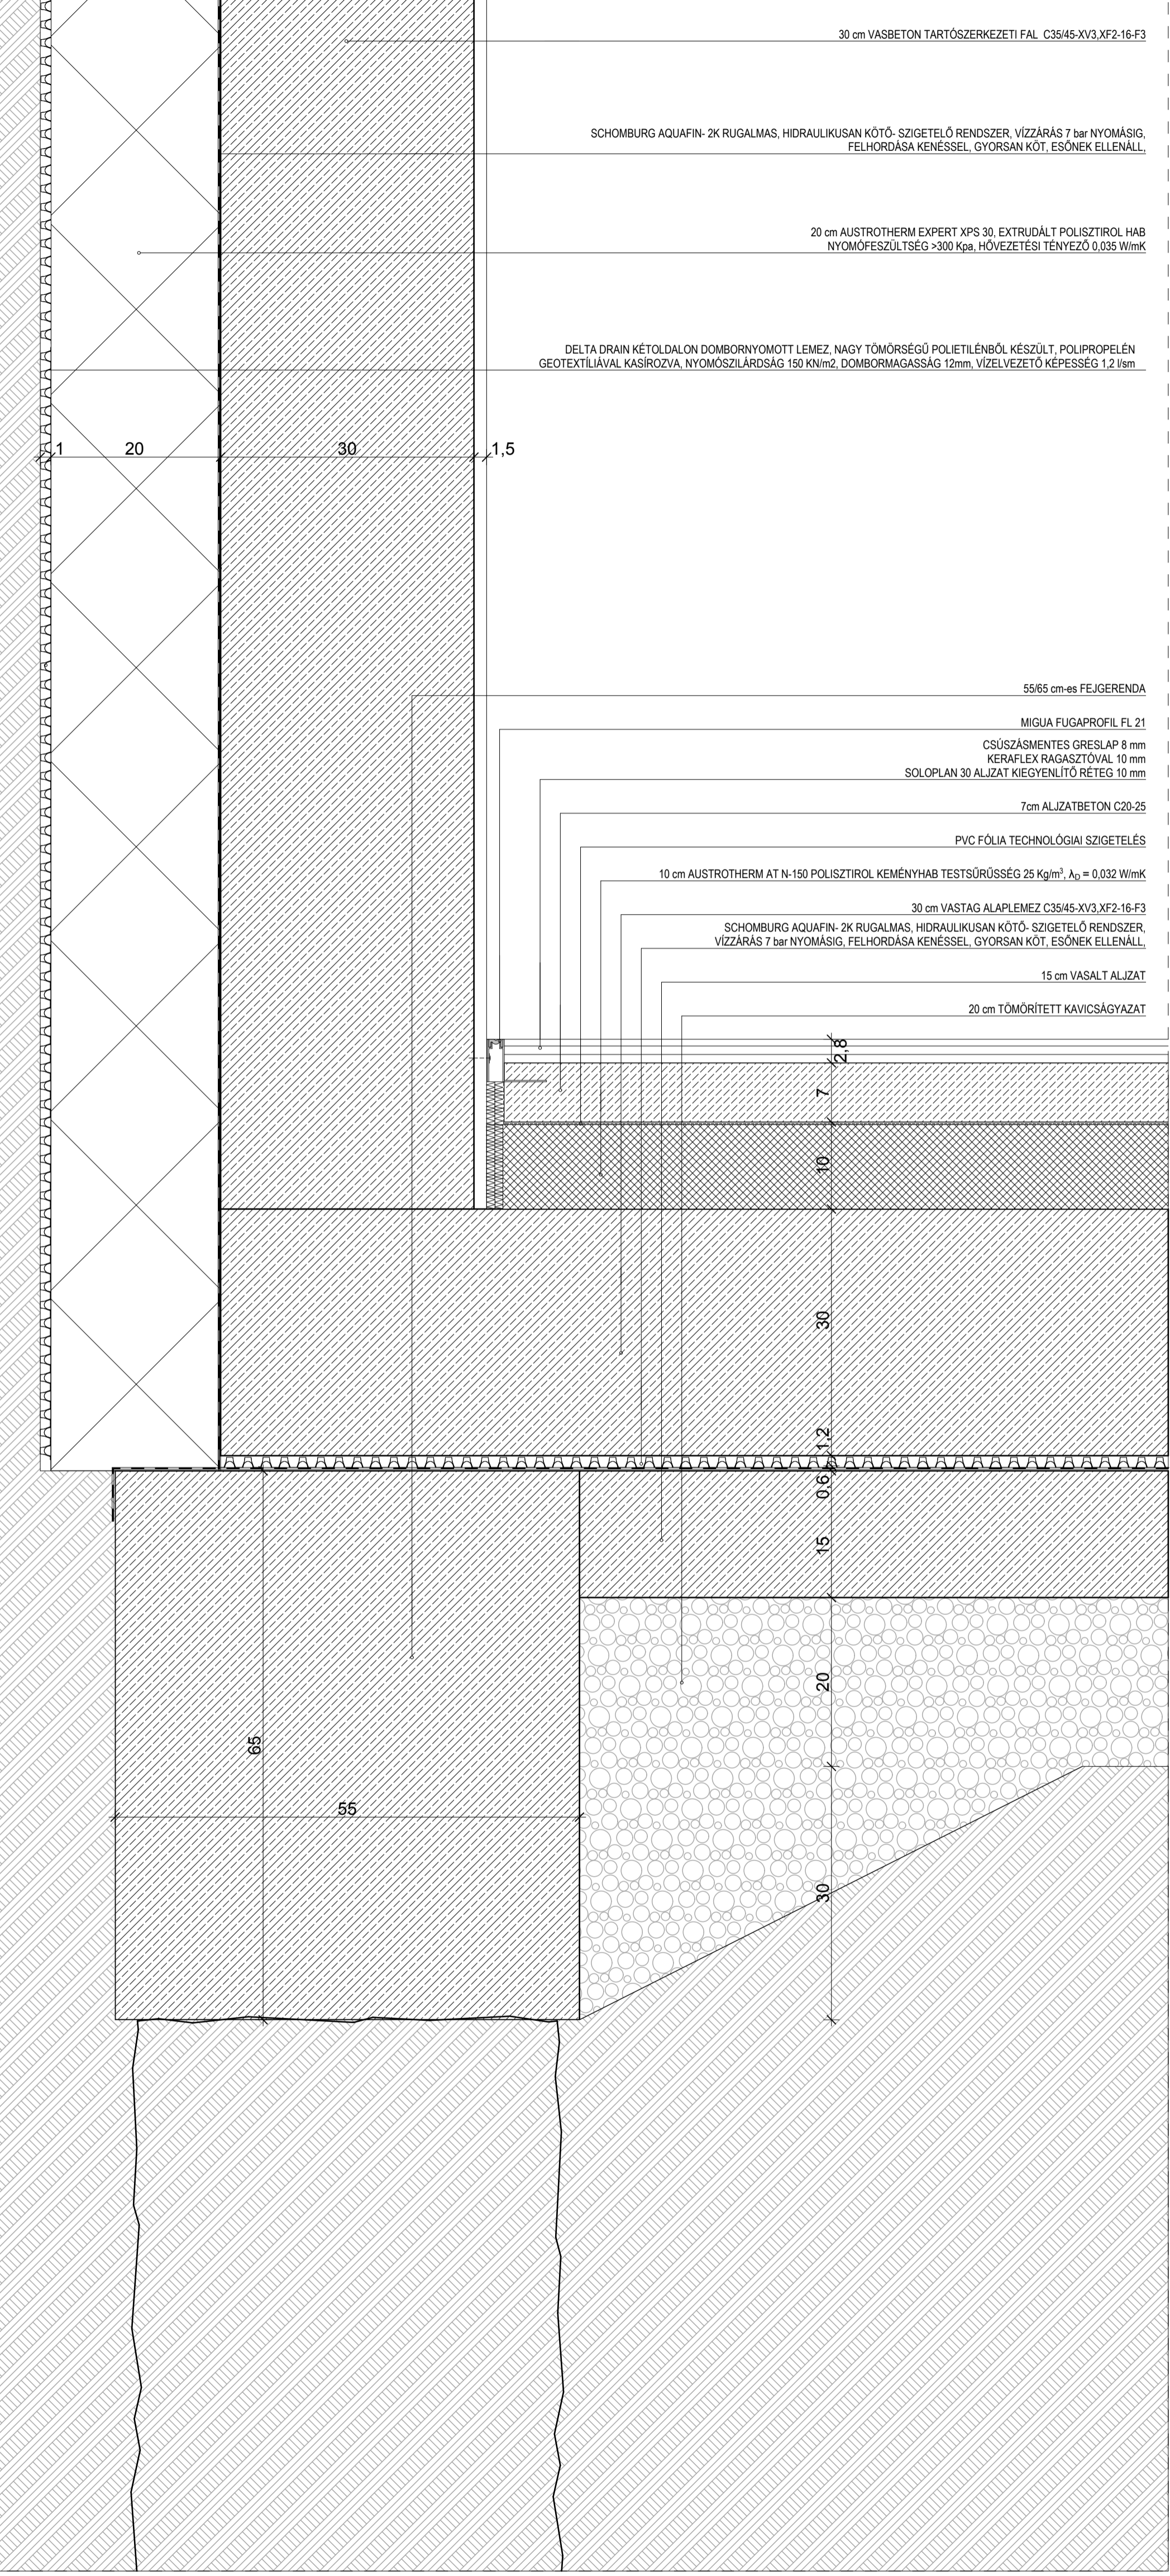 30 cm VASBETON TARTÓSZERKEZETI FAL C35/45-XV3,XF2-16-F3
SCHOMBURG AQUAFIN- 2K RUGALMAS, HIDRAULIKUSAN KÖTŐ- SZIGETELŐ RENDSZER, VÍZZÁRÁS 7 bar NYOMÁSIG,
FELHORDÁSA KENÉSSEL, GYORSAN KÖT, ESŐNEK ELLENÁLL,
20 cm AUSTROTHERM EXPERT XPS 30, EXTRUDÁLT POLISZTIROL HAB
NYOMÓFESZÜLTSÉG >300 Kpa, HŐVEZETÉSI TÉNYEZŐ 0,035 W/mK
DELTA DRAIN KÉTOLDALON DOMBORNYOMOTT LEMEZ, NAGY TÖMÖRSÉGŰ POLIETILÉNBŐL KÉSZÜLT, POLIPROPELÉN
GEOTEXTÍLIÁVAL KASÍROZVA, NYOMÓSZILÁRDSÁG 150 KN/m2, DOMBORMAGASSÁG 12mm, VÍZELVEZETŐ KÉPESSÉG 1,2 l/sm
1 20 30 1,5
55/65 cm-es FEJGERENDA
MIGUA FUGAPROFIL FL 21
CSÚSZÁSMENTES GRESLAP 8 mm
KERAFLEX RAGASZTÓVAL 10 mm
SOLOPLAN 30 ALJZAT KIEGYENLÍTŐ RÉTEG 10 mm
7cm ALJZATBETON C20-25
PVC FÓLIA TECHNOLÓGIAI SZIGETELÉS
10 cm AUSTROTHERM AT N-150 POLISZTIROL KEMÉNYHAB TESTSŰRŰSSÉG 25 Kg/m³, λD = 0,032 W/mK
30 cm VASTAG ALAPLEMEZ C35/45-XV3,XF2-16-F3
SCHOMBURG AQUAFIN- 2K RUGALMAS, HIDRAULIKUSAN KÖTŐ- SZIGETELŐ RENDSZER,
VÍZZÁRÁS 7 bar NYOMÁSIG, FELHORDÁSA KENÉSSEL, GYORSAN KÖT, ESŐNEK ELLENÁLL,
15 cm VASALT ALJZAT
20 cm TÖMÖRÍTETT KAVICSÁGYAZAT
2,8
7
10
30
1,2
0,6
15
20
65
55
30